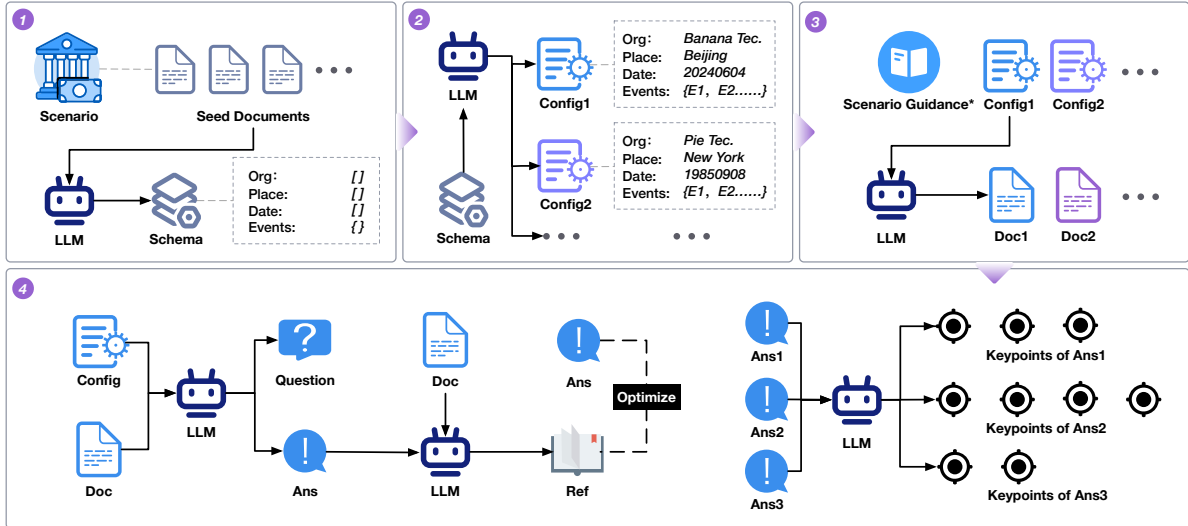 1
Scenario
Seed Documents
LLM
Schema
Org: []
Place: []
Date: []
Events: {}
2
LLM
Schema
Config1
Org: Banana Tec.
Place: Beijing
Date: 20240604
Events: {E1, E2......}
Config2
Org: Pie Tec.
Place: New York
Date: 19850908
Events: {E1, E2......}
3
Scenario Guidance*
Config1
Config2
LLM
Doc1
Doc2
4
Config
Doc
LLM
Question
Ans
Doc
LLM
Ans
Optimize
Ref
Ans1
Ans2
Ans3
LLM
Keypoints of Ans1
Keypoints of Ans2
Keypoints of Ans3